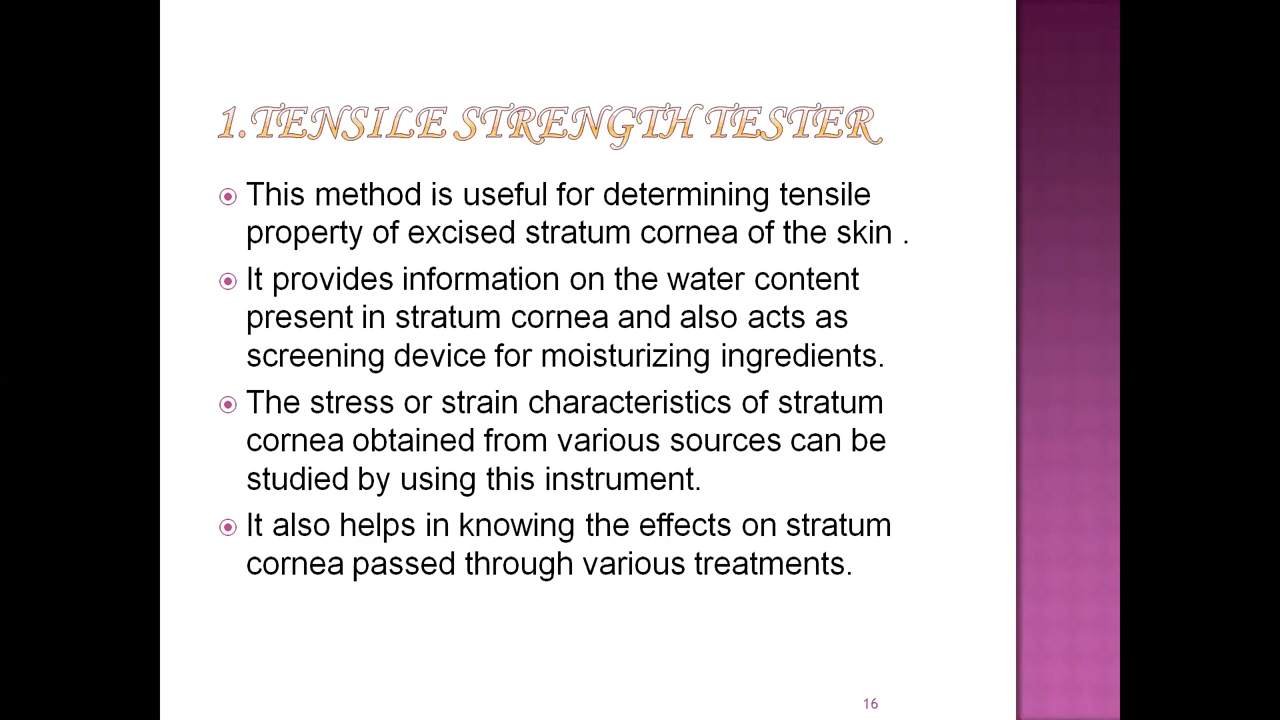 1.TENSILE STRENGTH TESTER
This method is useful for determining tensile
property of excised stratum cornea of the skin .
It provides information on the water content
present in stratum cornea and also acts as
screening device for moisturizing ingredients.
The stress or strain characteristics of stratum
cornea obtained from various sources can be
studied by using this instrument.
It also helps in knowing the effects on stratum
cornea passed through various treatments.
16